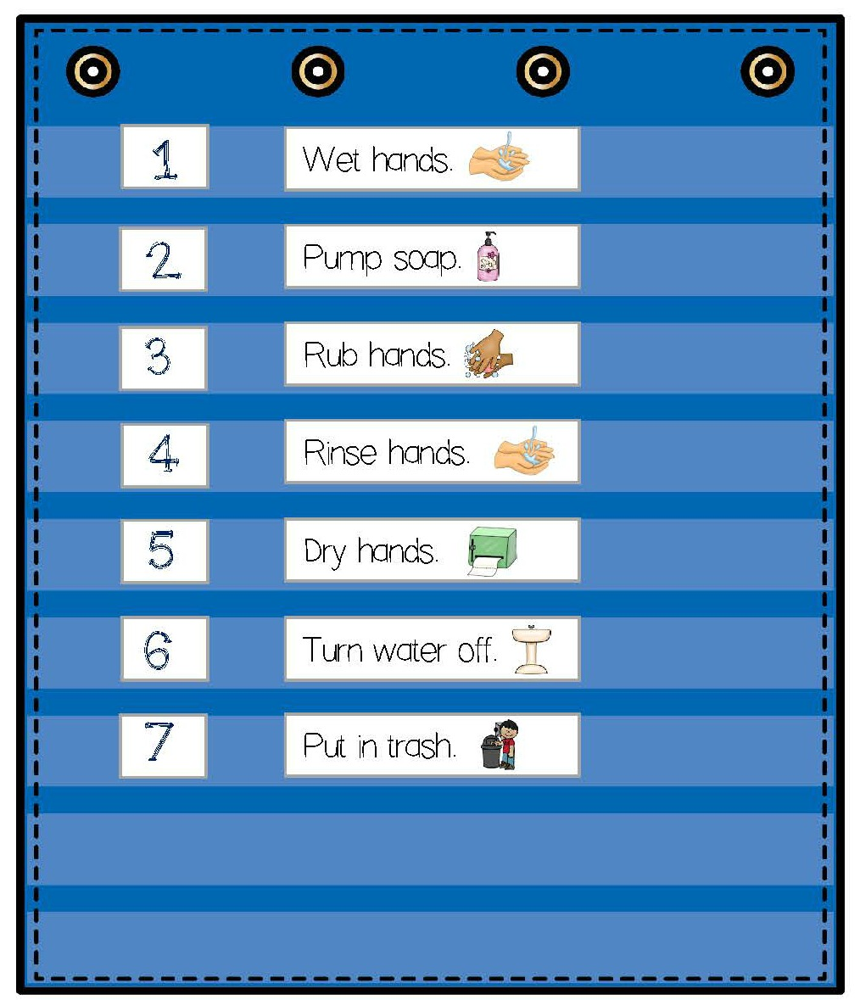 1 Wet hands.
2 Pump soap.
3 Rub hands.
4 Rinse hands.
5 Dry hands.
6 Turn water off.
7 Put in trash.